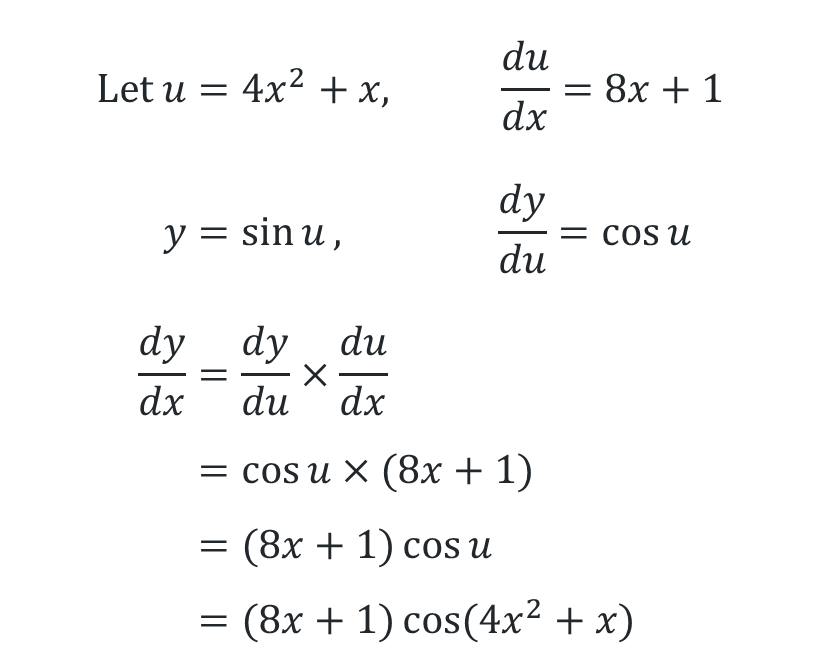 Let u = 4x² + x, du/dx = 8x + 1
y = sin u , dy/du = cos u
dy/dx = dy/du × du/dx
= cos u × (8x + 1)
= (8x + 1) cos u
= (8x + 1) cos(4x² + x)